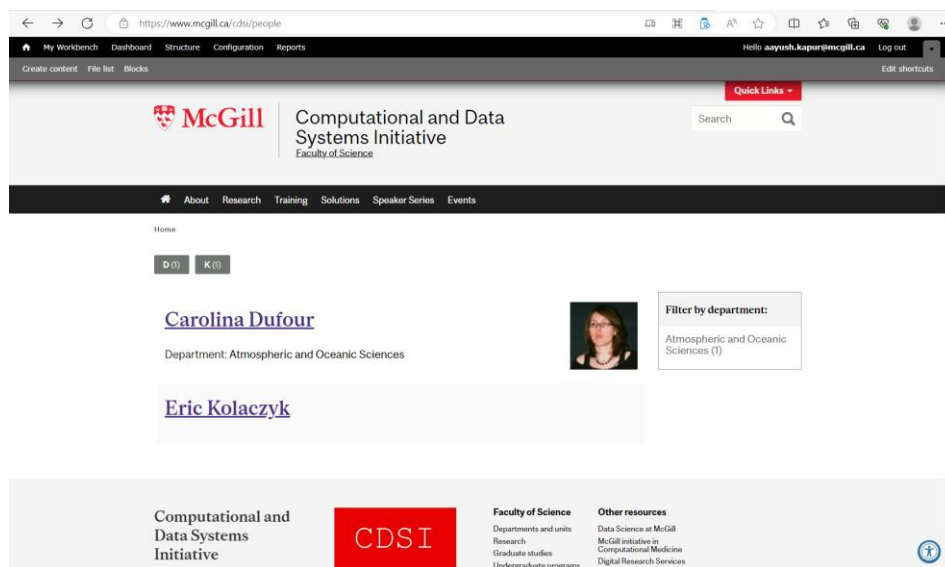 https://www.mcgill.ca/cdsi/people
My Workbench Dashboard Structure Configuration Reports
Hello aayush.kapur@mcgill.ca Log out
Create content File list Blocks
Edit shortcuts
Quick Links
McGill
Computational and Data
Systems Initiative
Faculty of Science
Search
About Research Training Solutions Speaker Series Events
Home
D (1) K (1)
Carolina Dufour
Department: Atmospheric and Oceanic Sciences
Filter by department:
Atmospheric and Oceanic
Sciences (1)
Eric Kolaczyk
Computational and
Data Systems
Initiative
CDSI
Faculty of Science
Departments and units
Research
Graduate studies
Undergraduate programs
Other resources
Data Science at McGill
McGill initiative in
Computational Medicine
Digital Research Services